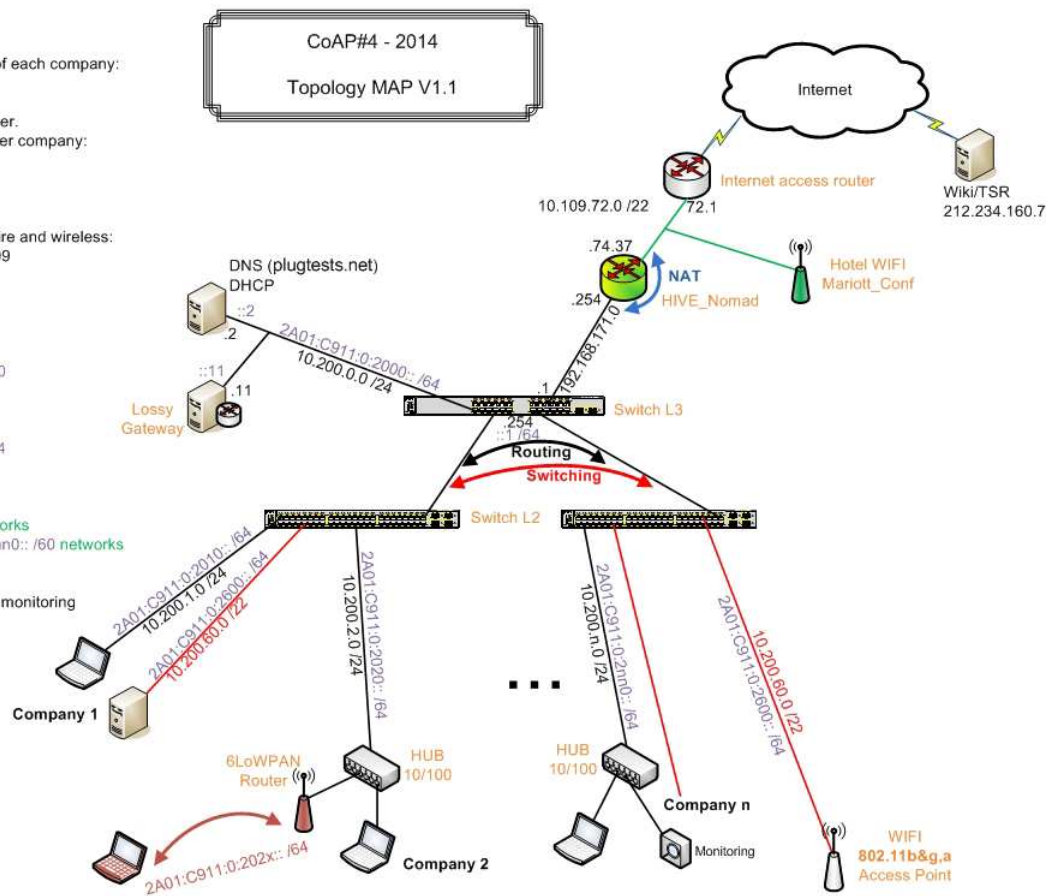 CoAP#4 - 2014
Topology MAP V1.1
of each company:
er.
er company:
ire and wireless:
99
0
4
orks
nn0:: /60 networks
monitoring
Internet
Internet access router
Wiki/TSR
212.234.160.7
10.109.72.0 /22
72.1
.74.37
NAT
HIVE_Nomad
.254
Hotel WIFI
Mariott_Conf
192.168.171.0
.1
DNS (plugtests.net)
DHCP
::2
.2
2A01:C911:0:2000:: /64
10.200.0.0 /24
::11
.11
Lossy
Gateway
Switch L3
.254
::1 /64
Routing
Switching
Switch L2
2A01:C911:0:2010:: /64
10.200.1.0 /24
2A01:C911:0:2600:: /64
10.200.60.0 /22
2A01:C911:0:2020:: /64
10.200.2.0 /24
2A01:C911:0:2nn0:: /64
10.200.n.0 /24
10.200.60.0 /22
2A01:C911:0:2600:: /64
...
Company 1
6LoWPAN
Router
HUB
10/100
HUB
10/100
Company n
Company 2
2A01:C911:0:202x:: /64
Monitoring
WIFI
802.11b&g,a
Access Point